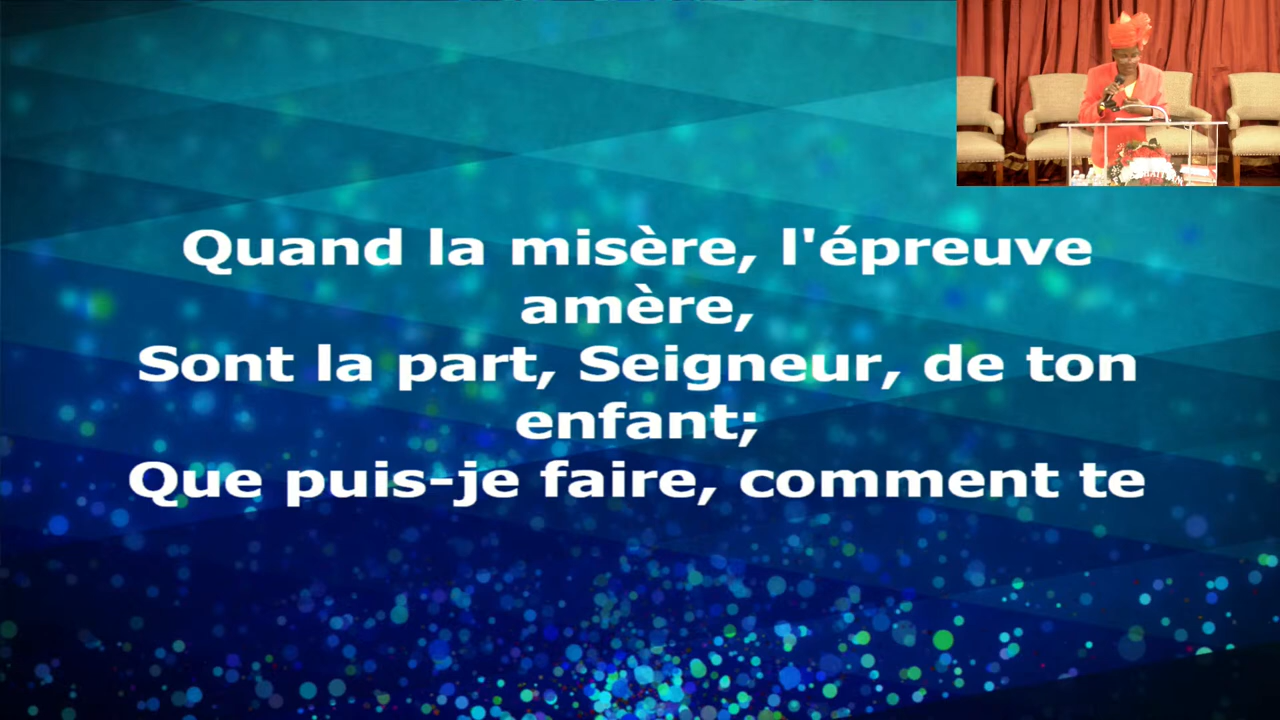 Quand la misère, l'épreuve
amère,
Sont la part, Seigneur, de ton
enfant;
Que puis-je faire, comment te